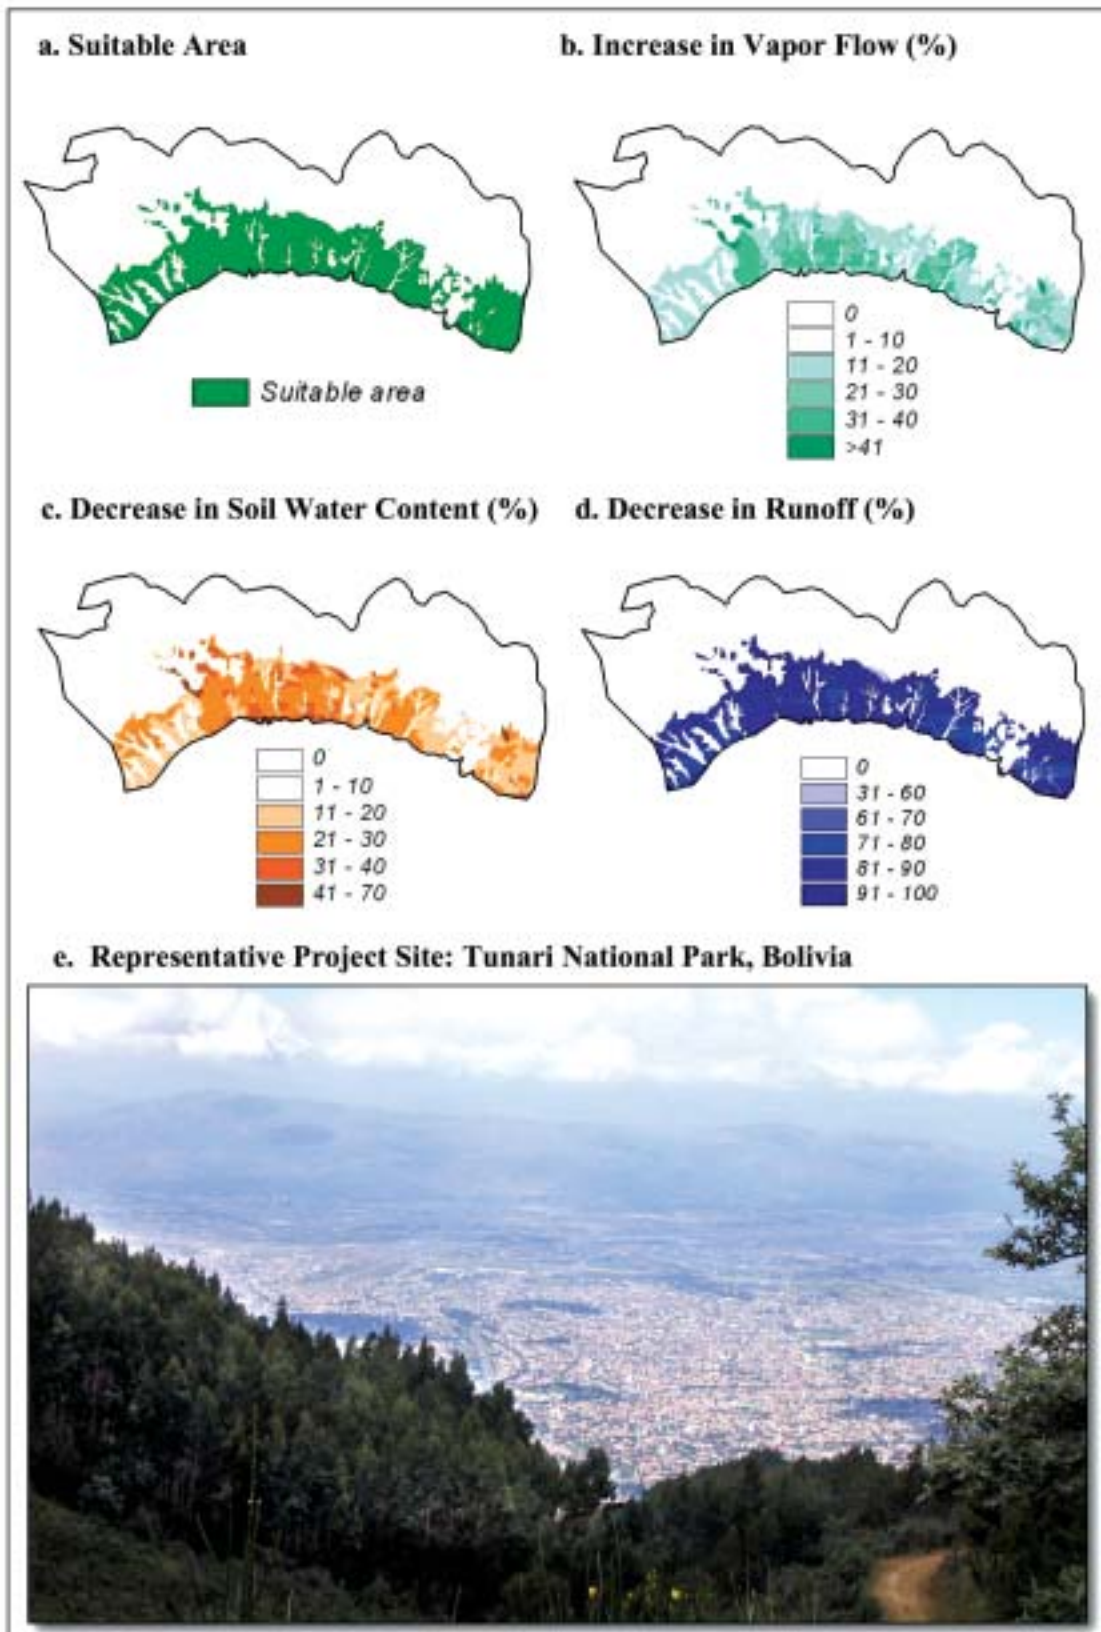 a. Suitable Area
b. Increase in Vapor Flow (%)
Suitable area
0
1 - 10
11 - 20
21 - 30
31 - 40
>41
c. Decrease in Soil Water Content (%)
d. Decrease in Runoff (%)
0
1 - 10
11 - 20
21 - 30
31 - 40
41 - 70
0
31 - 60
61 - 70
71 - 80
81 - 90
91 - 100
e. Representative Project Site: Tunari National Park, Bolivia